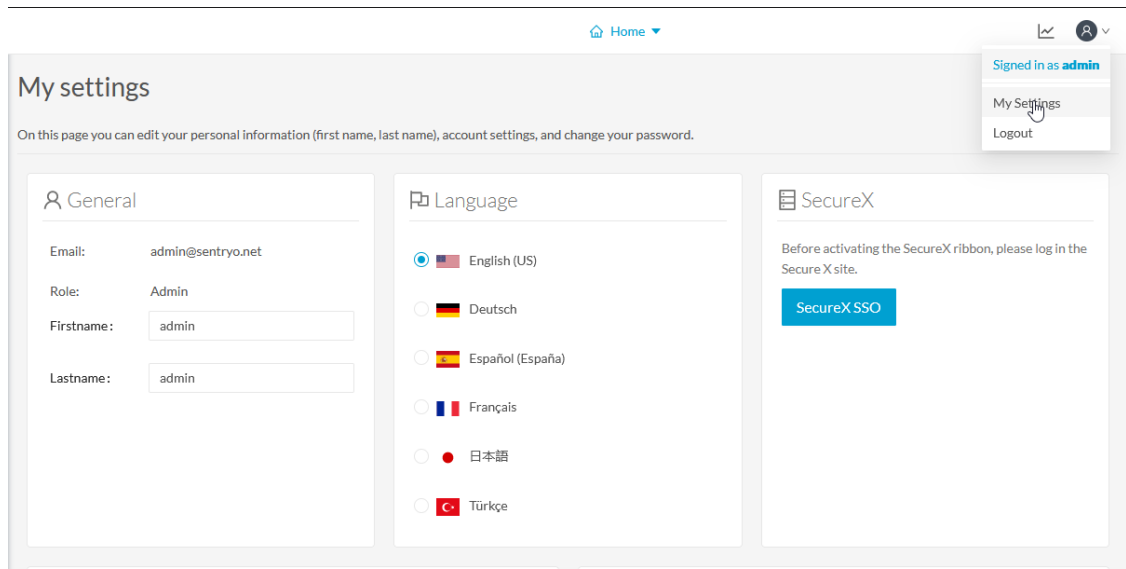 Home
Signed in as admin
My Settings
Logout
My settings
On this page you can edit your personal information (first name, last name), account settings, and change your password.
General
Email: admin@sentryo.net
Role: Admin
Firstname: admin
Lastname: admin
Language
English (US)
Deutsch
Español (España)
Français
日本語
Türkçe
SecureX
Before activating the SecureX ribbon, please log in the
Secure X site.
SecureX SSO